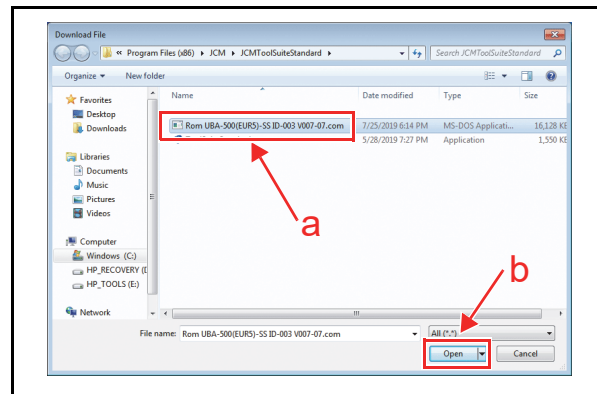 Download File
« Program Files (x86) ▸ JCM ▸ JCMToolSuiteStandard ▸
Search JCMToolSuiteStandard
Organize ▾ New folder
Name Date modified Type Size
Favorites
Desktop
Downloads
Libraries
Documents
Music
Pictures
Videos
Computer
Windows (C:)
HP_RECOVERY (
HP_TOOLS (E:)
Network
Rom UBA-500(EUR5)-SS ID-003 V007-07.com 7/25/2019 6:14 PM MS-DOS Applicati... 16,128 KE
5/28/2019 7:27 PM Application 1,550 KE
a
b
File name: Rom UBA-500(EUR5)-SS ID-003 V007-07.com All (*.*)
Open Cancel